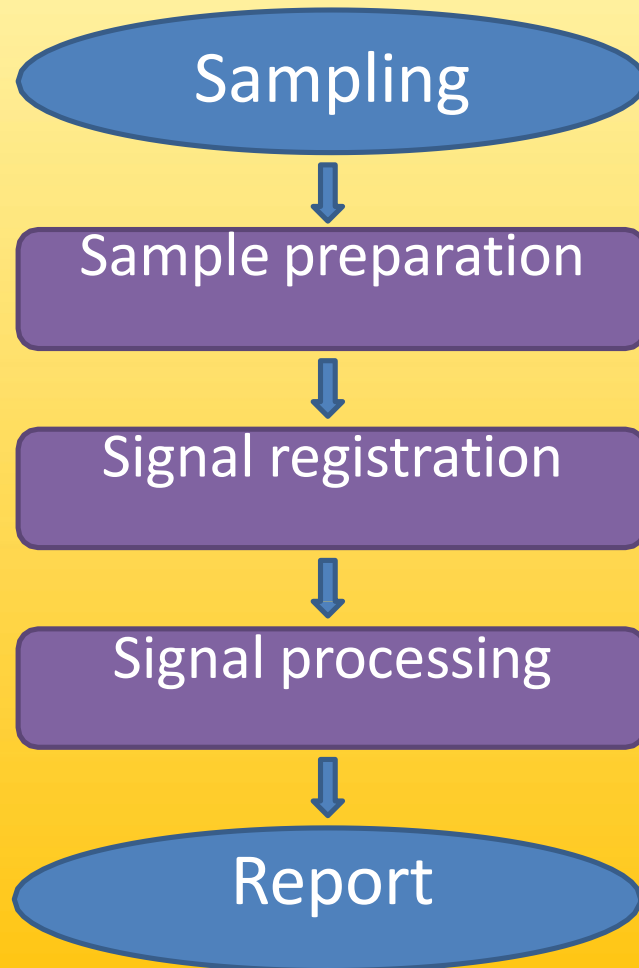 Sampling
Sample preparation
Signal registration
Signal processing
Report